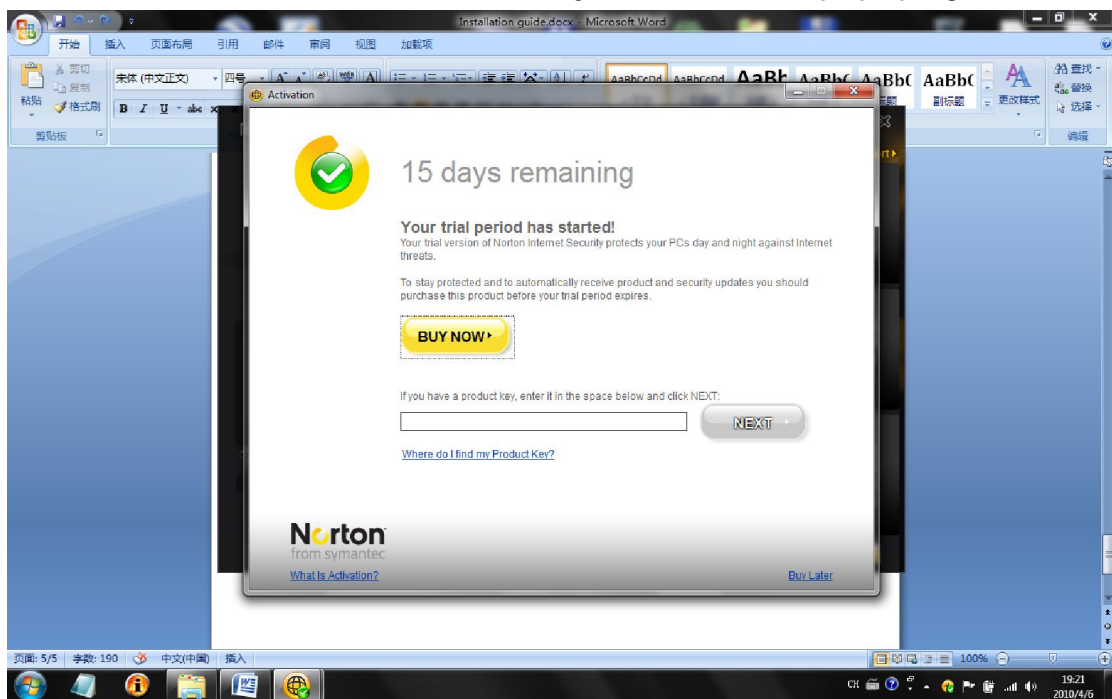 Installation guide.docx - Microsoft Word
开始 插入 页面布局 引用 邮件 审阅 视图 加载项
剪切
复制
粘贴
格式刷
剪贴板
宋体 (中文正文) 四号
B I U abc
AaBbCcDd AaBbCcDd AaBb AaBbC AaBbC AaBbC
副标题
更改样式
查找
替换
选择
编辑
Activation
15 days remaining
Your trial period has started!
Your trial version of Norton Internet Security protects your PCs day and night against Internet
threats.
To stay protected and to automatically receive product and security updates you should
purchase this product before your trial period expires.
BUY NOW
If you have a product key, enter it in the space below and click NEXT:
NEXT
Where do I find my Product Key?
Norton
from symantec
What Is Activation?
Buy Later
页面: 5/5 字数: 190 中文(中国) 插入
100%
CH
19:21
2010/4/6